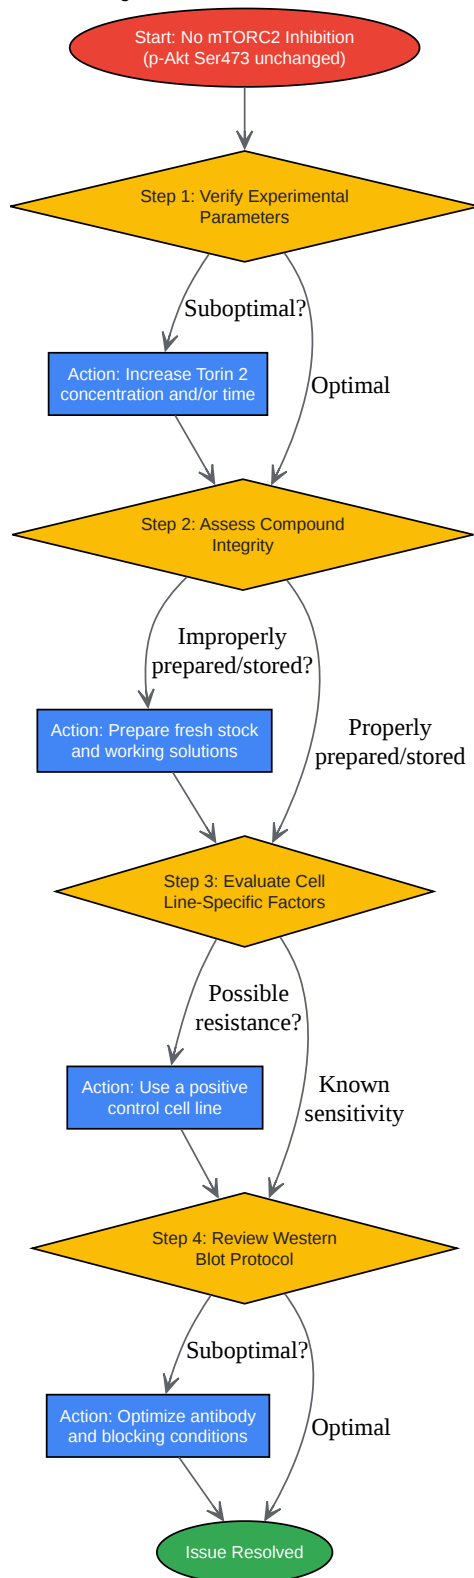 Start: No mTORC2 Inhibition
(p-Akt Ser473 unchanged)
Step 1: Verify Experimental
Parameters
Suboptimal?
Action: Increase Torin 2
concentration and/or time
Optimal
Step 2: Assess Compound
Integrity
Improperly
prepared/stored?
Action: Prepare fresh stock
and working solutions
Properly
prepared/stored
Step 3: Evaluate Cell
Line-Specific Factors
Possible
resistance?
Action: Use a positive
control cell line
Known
sensitivity
Step 4: Review Western
Blot Protocol
Suboptimal?
Action: Optimize antibody
and blocking conditions
Optimal
Issue Resolved